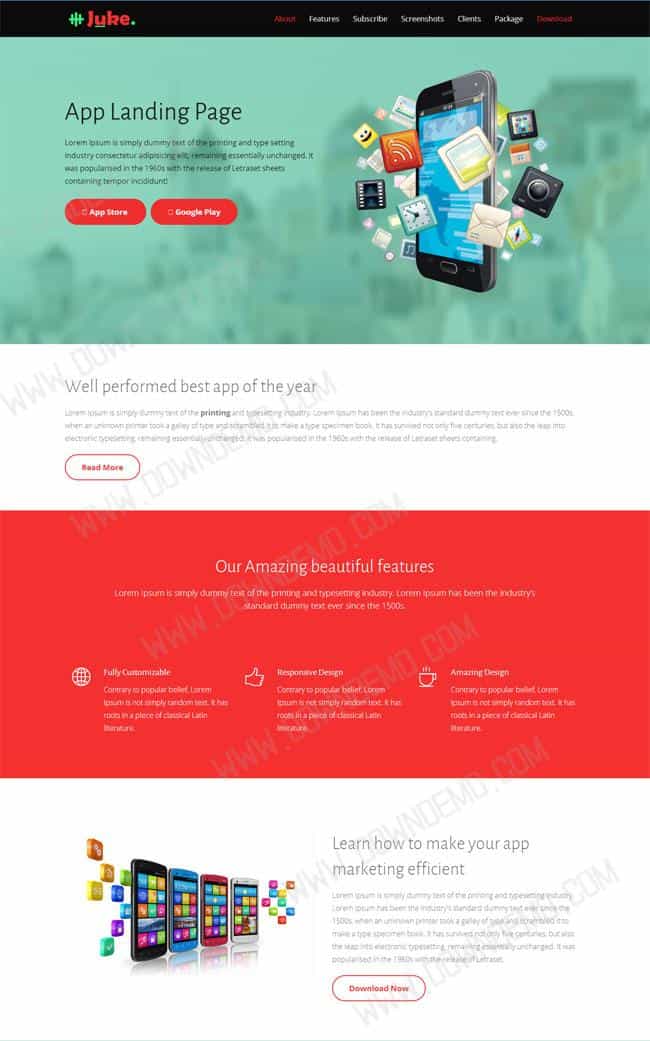 Juke.
About Features Subscribe Screenshots Clients Package Download
App Landing Page
Lorem Ipsum is simply dummy text of the printing and type setting
industry consectetur adipisicing elit, remaining essentially unchanged. It
was popularised in the 1960s with the release of Letraset sheets
containing tempor incididunt!
App Store Google Play
Well performed best app of the year
Lorem Ipsum is simply dummy text of the printing and typesetting industry. Lorem Ipsum has been the industry's standard dummy text ever since the 1500s,
when an unknown printer took a galley of type and scrambled it to make a type specimen book. It has survived not only five centuries, but also the leap into
electronic typesetting, remaining essentially unchanged. It was popularised in the 1960s with the release of Letraset sheets containing.
Read More
Our Amazing beautiful features
Lorem Ipsum is simply dummy text of the printing and typesetting industry. Lorem Ipsum has been the industry's
standard dummy text ever since the 1500s.
Fully Customizable
Contrary to popular belief, Lorem
Ipsum is not simply random text. It has
roots in a piece of classical Latin
literature.
Responsive Design
Contrary to popular belief, Lorem
Ipsum is not simply random text. It has
roots in a piece of classical Latin
literature.
Amazing Design
Contrary to popular belief, Lorem
Ipsum is not simply random text. It has
roots in a piece of classical Latin
literature.
Learn how to make your app
marketing efficient
Lorem Ipsum is simply dummy text of the printing and typesetting industry.
Lorem Ipsum has been the industry's standard dummy text ever since the
1500s, when an unknown printer took a galley of type and scrambled it to
make a type specimen book. It has survived not only five centuries, but also
the leap into electronic typesetting, remaining essentially unchanged. It was
popularised in the 1960s with the release of Letraset.
Download Now
WWW.DOWNDEMO.COM
WWW.DOWNDEMO.COM
WWW.DOWNDEMO.COM
WWW.DOWNDEMO.COM
WWW.DOWNDEMO.COM